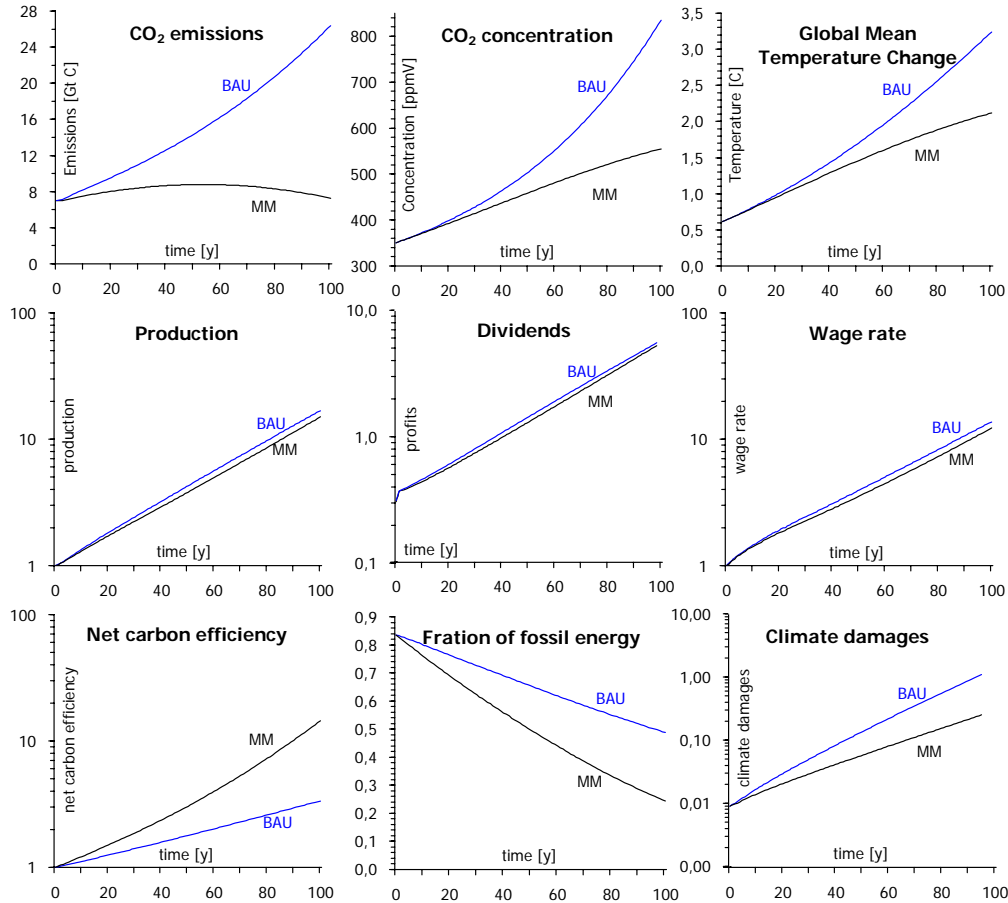 CO₂ emissions
Emissions [Gt C]
28
24
20
16
12
8
4
0
BAU
MM
time [y]
0 20 40 60 80 100
CO₂ concentration
Concentration [ppmV]
800
700
600
500
400
300
BAU
MM
time [y]
0 20 40 60 80 100
Global Mean
Temperature Change
Temperature [C]
3,5
3,0
2,5
2,0
1,5
1,0
0,5
0,0
BAU
MM
time [y]
0 20 40 60 80 100
Production
production
100
10
1
BAU
MM
time [y]
0 20 40 60 80 100
Dividends
profits
10,0
1,0
0,1
BAU
MM
time [y]
0 20 40 60 80 100
Wage rate
wage rate
100
10
1
BAU
MM
time [y]
0 20 40 60 80 100
Net carbon efficiency
net carbon efficiency
100
10
1
MM
BAU
time [y]
0 20 40 60 80 100
Fration of fossil energy
0,9
0,8
0,7
0,6
0,5
0,4
0,3
0,2
0,1
0,0
BAU
MM
time [y]
0 20 40 60 80 100
Climate damages
climate damages
10,00
1,00
0,10
0,01
0,00
BAU
MM
time [y]
0 20 40 60 80 100